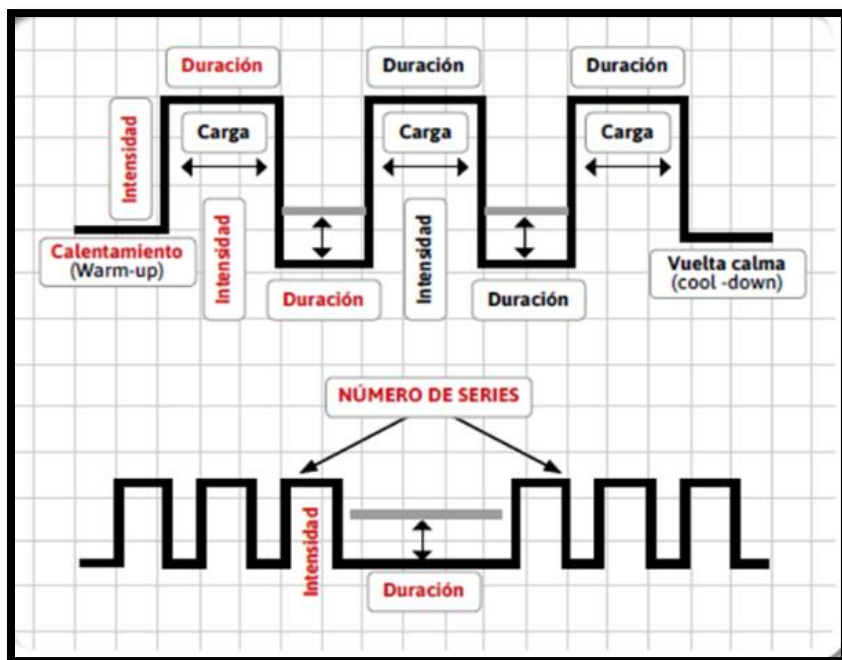 Duración
Duración
Duración
Intensidad
Carga
Carga
Carga
Calentamiento
(Warm-up)
Intensidad
Duración
Intensidad
Duración
Vuelta calma
(cool -down)
NÚMERO DE SERIES
Intensidad
Duración